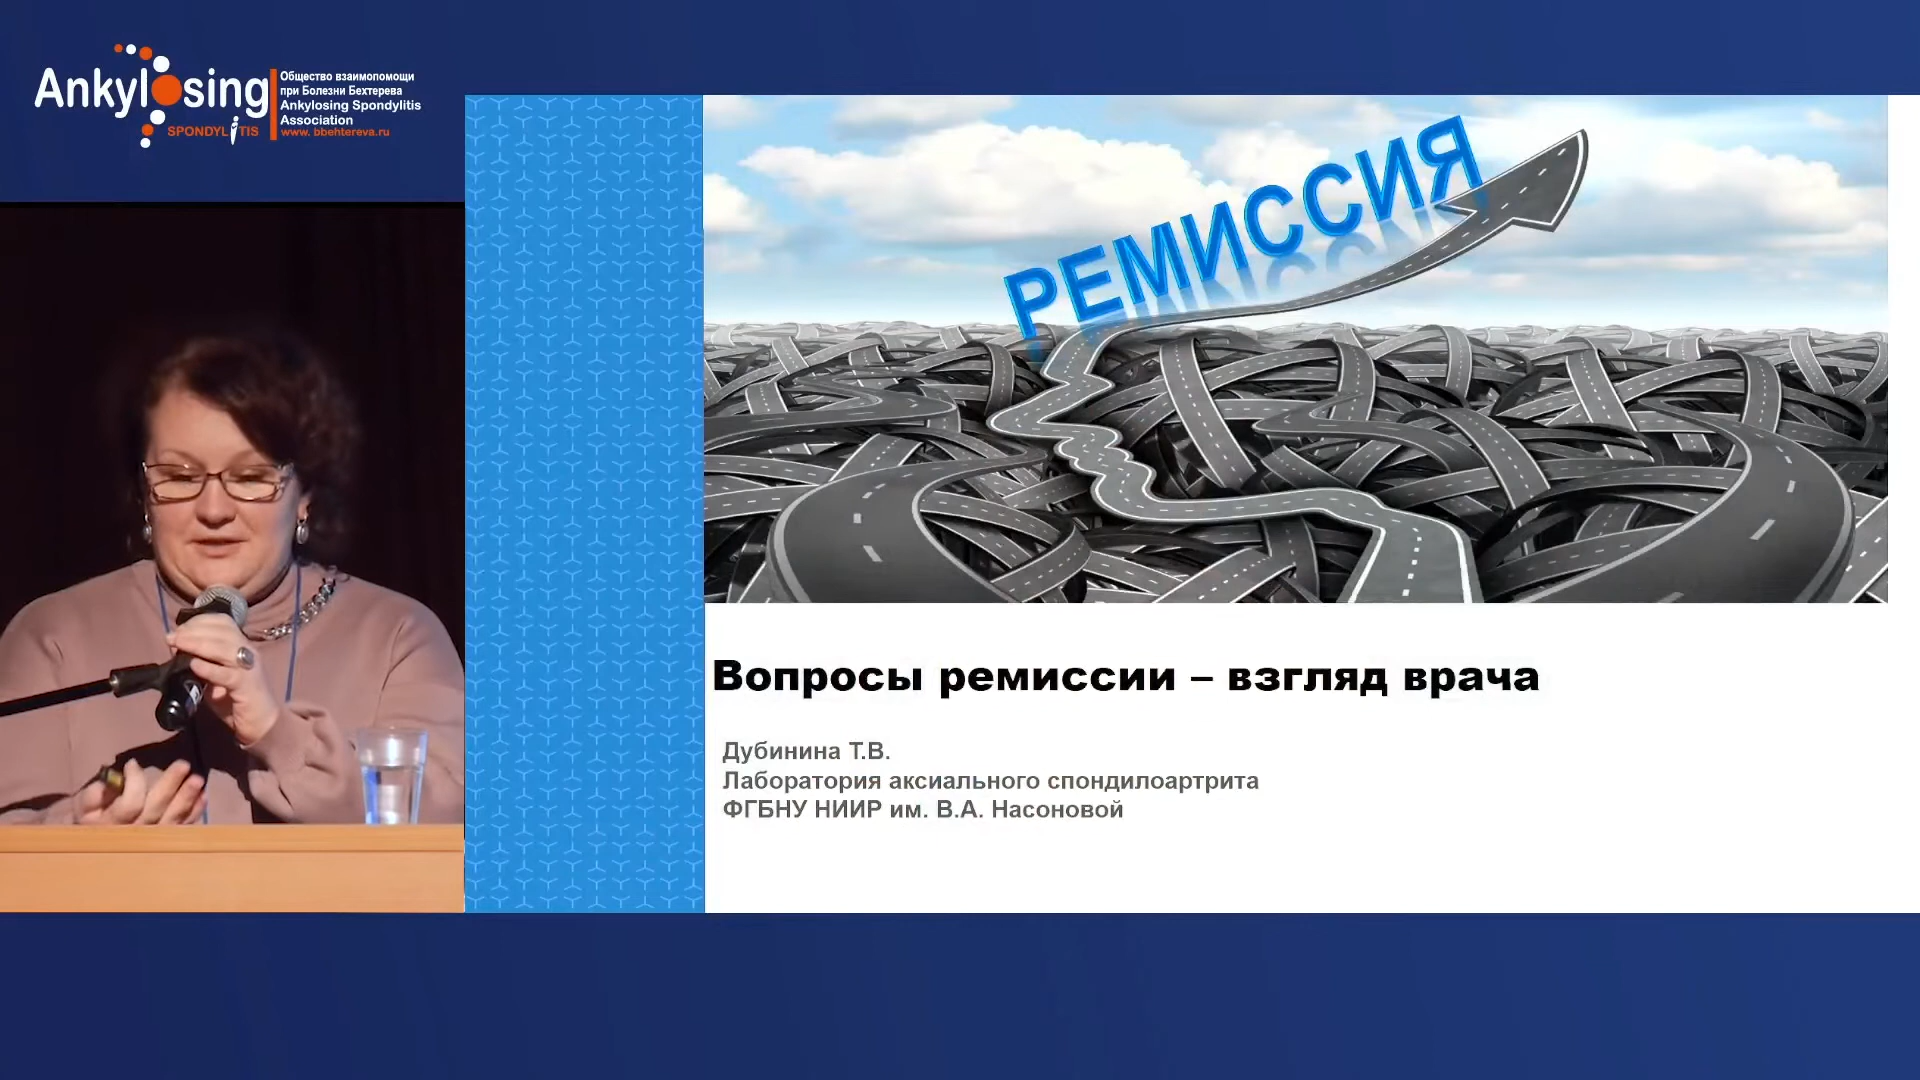 Ankylosing
SPONDYLITIS
Общество взаимопомощи
при Болезни Бехтерева
Ankylosing Spondylitis
Association
www. bbehtereva.ru
РЕМИССИЯ
Вопросы ремиссии – взгляд врача
Дубинина Т.В.
Лаборатория аксиального спондилоартрита
ФГБНУ НИИР им. В.А. Насоновой